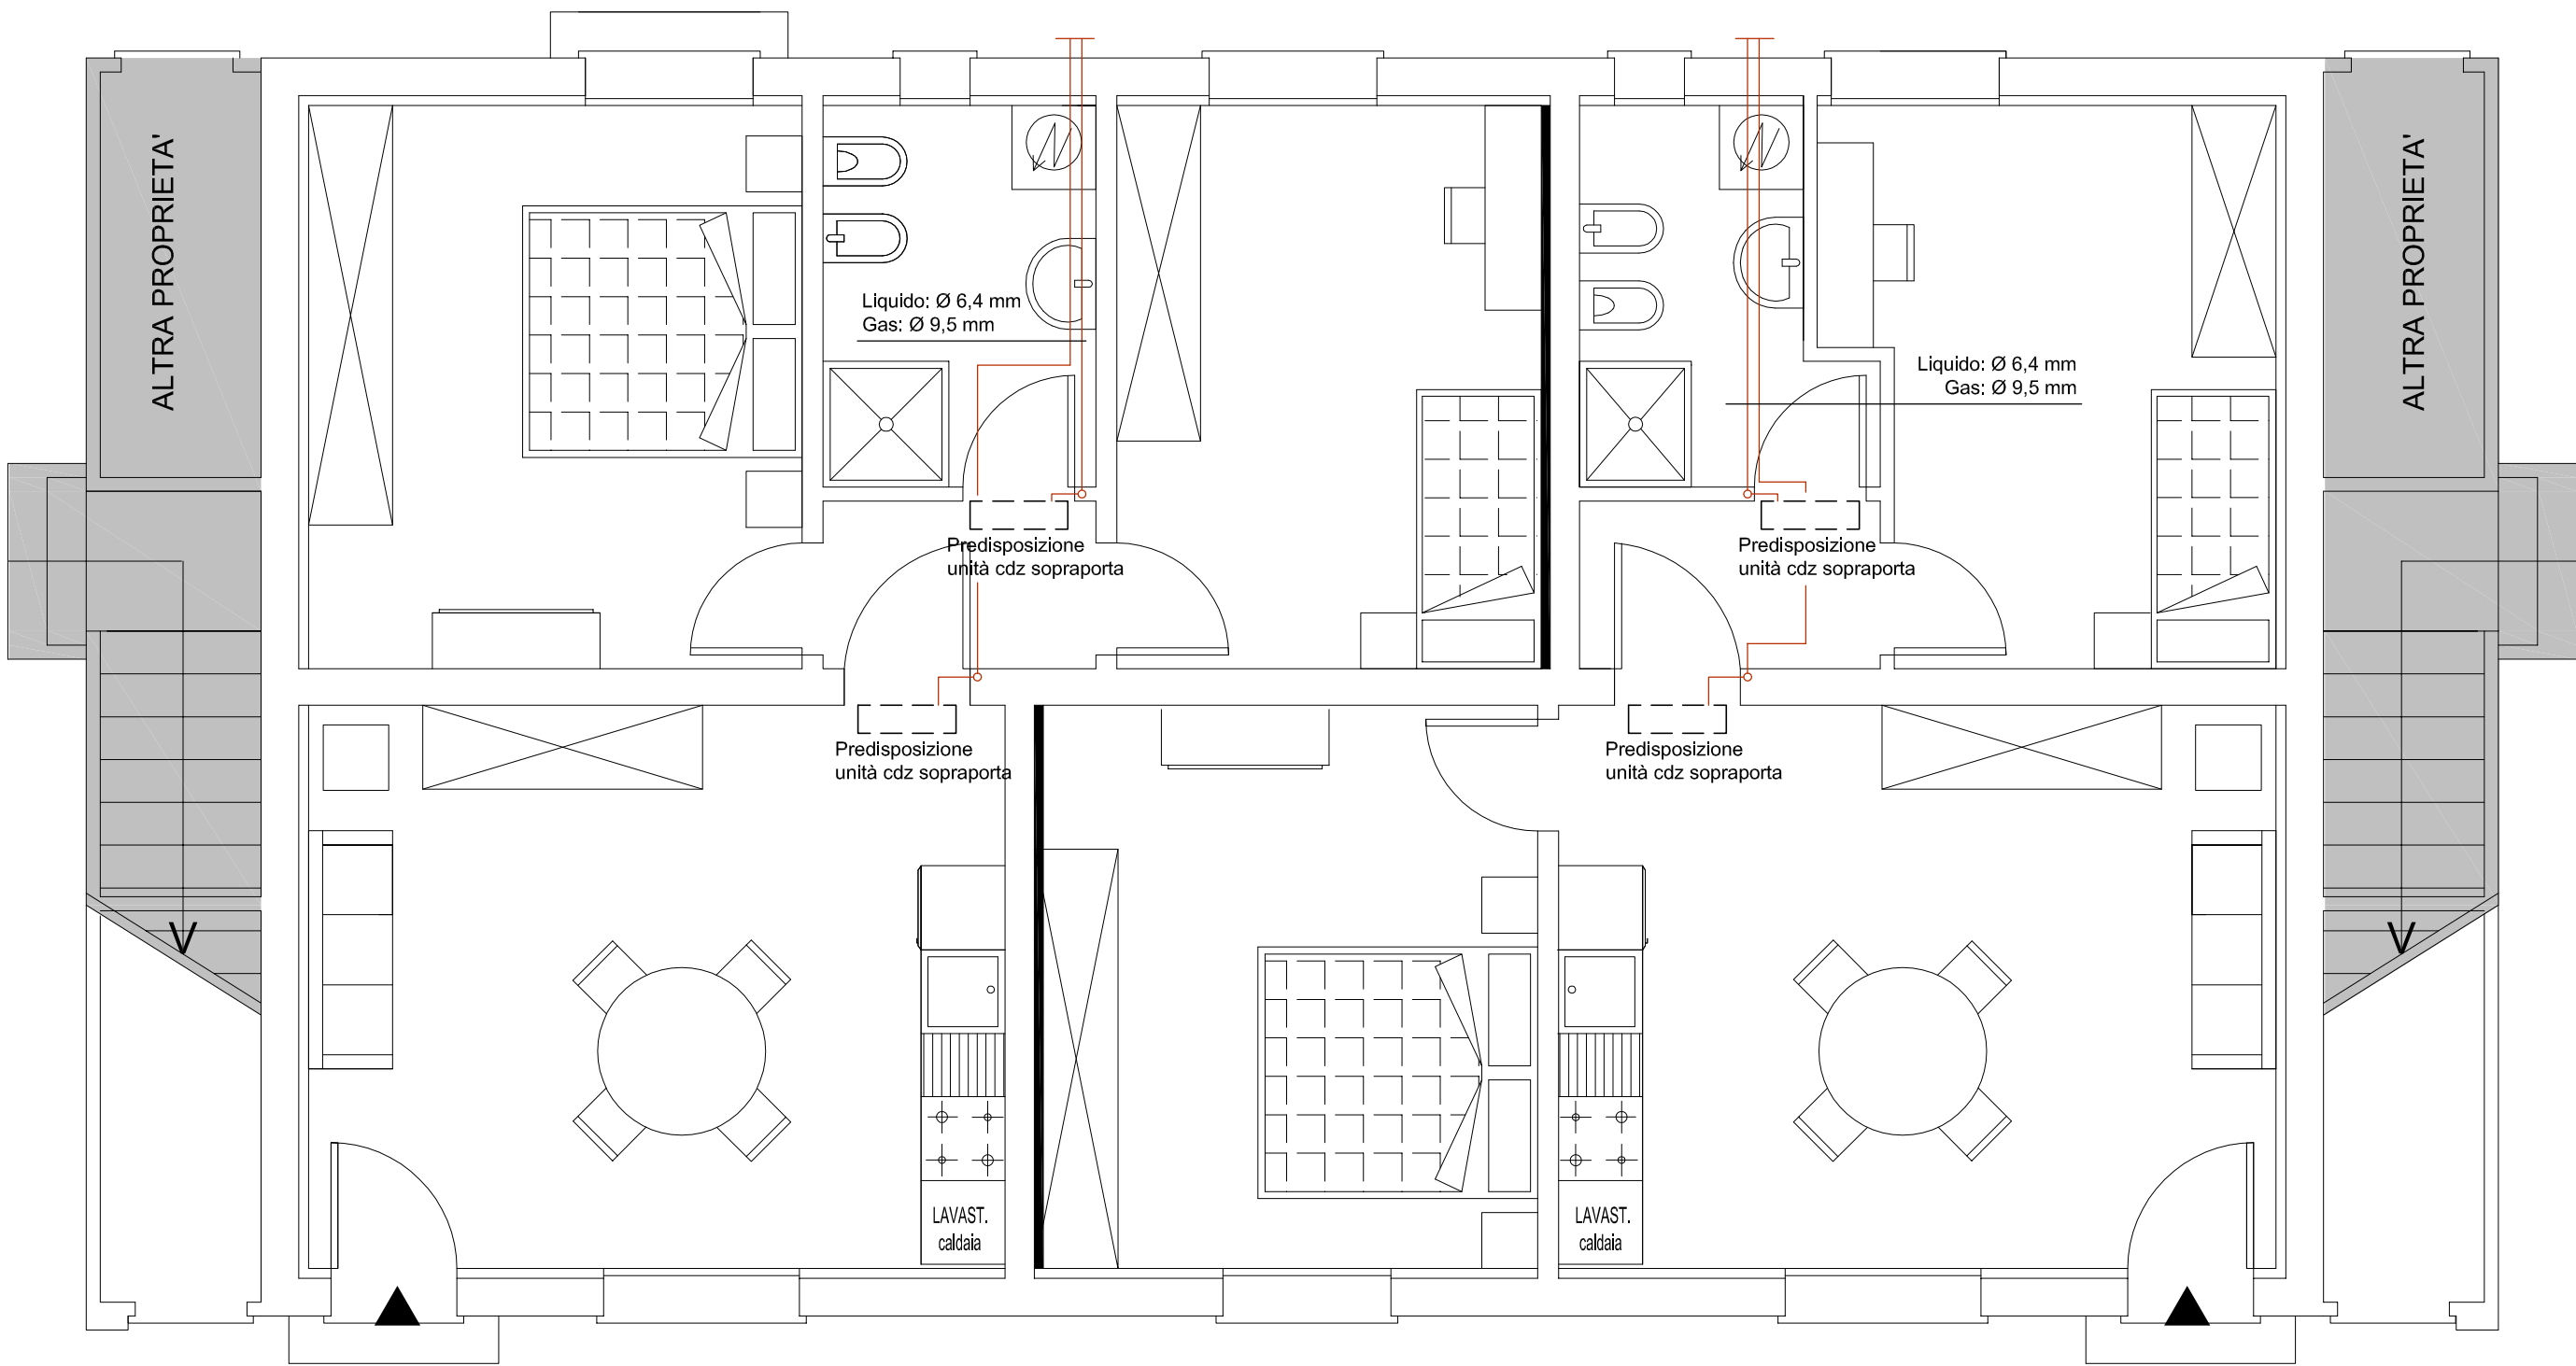 ALTRA PROPRIETA'
ALTRA PROPRIETA'
Liquido: Ø 6,4 mm
Gas: Ø 9,5 mm
Liquido: Ø 6,4 mm
Gas: Ø 9,5 mm
Predisposizione
unità cdz sopraporta
Predisposizione
unità cdz sopraporta
Predisposizione
unità cdz sopraporta
Predisposizione
unità cdz sopraporta
LAVAST.
caldaia
LAVAST.
caldaia